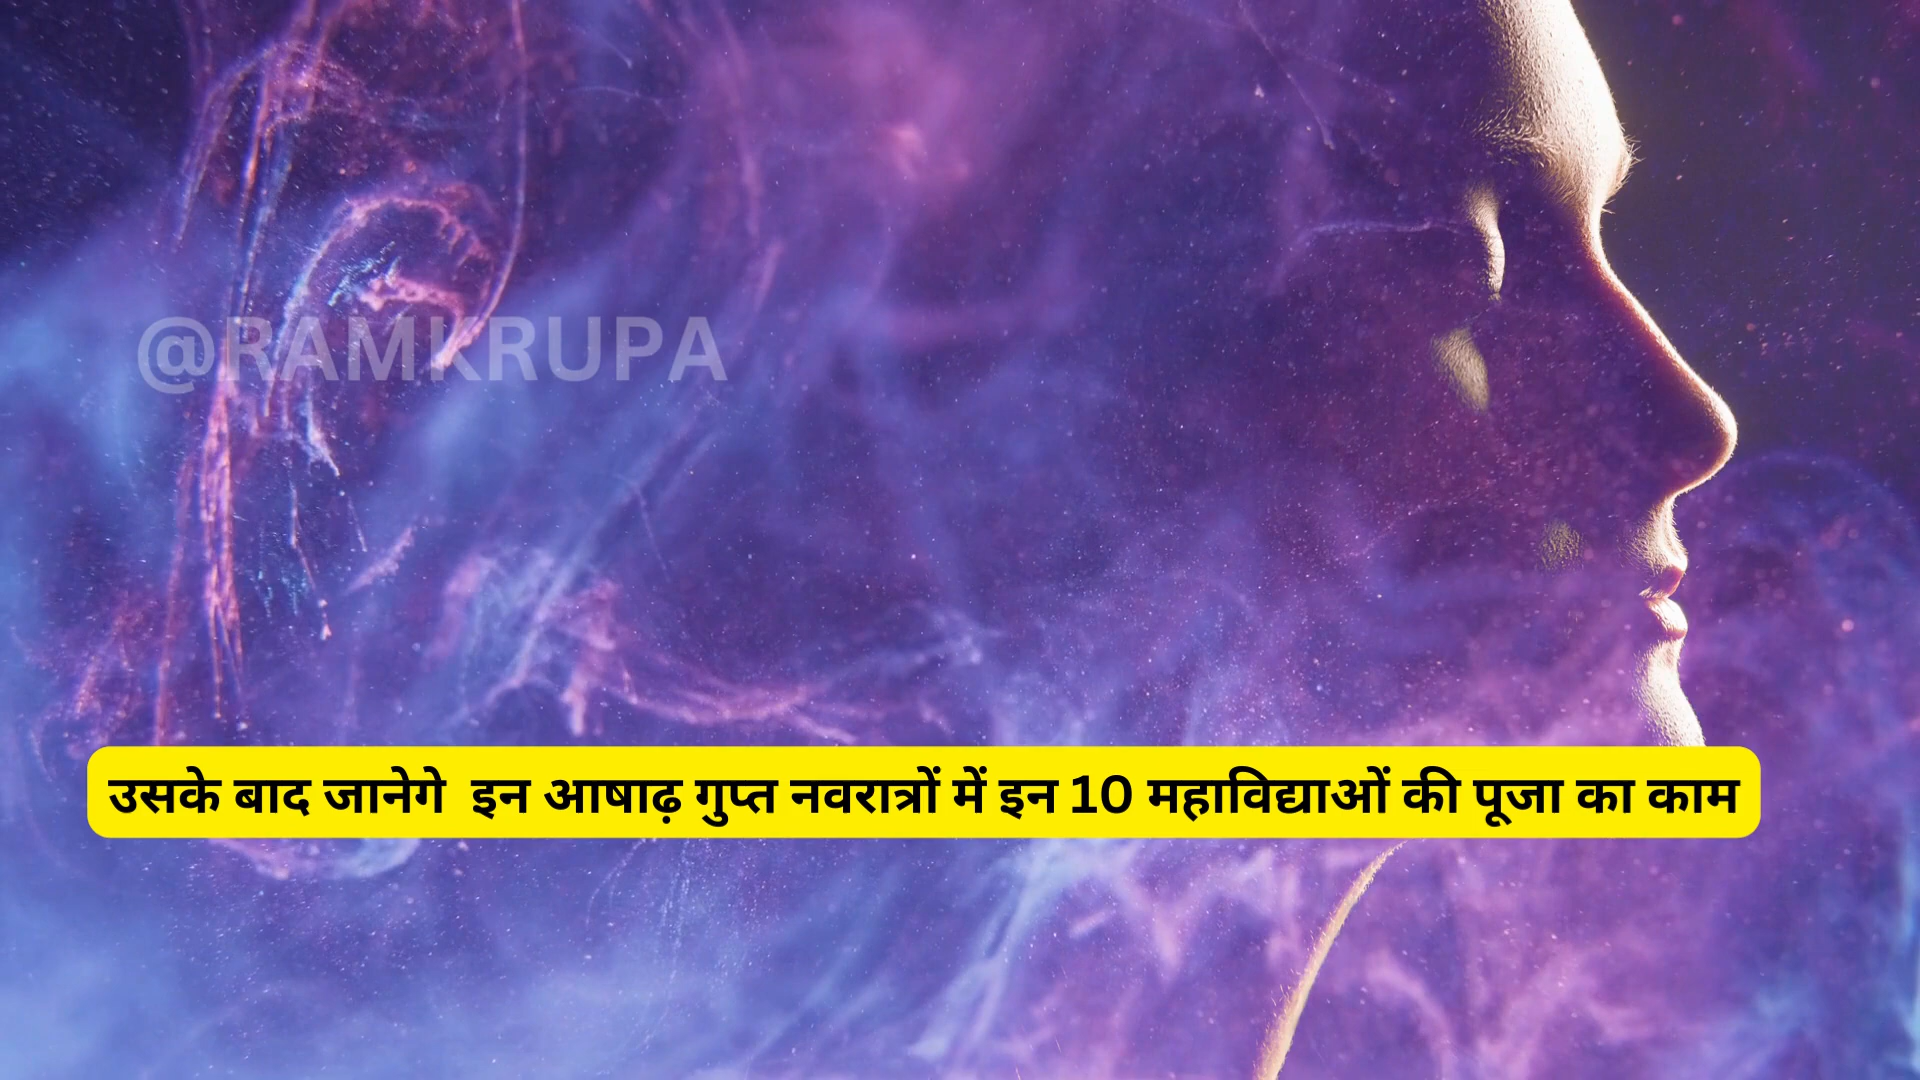 @RAMKRUPA
उसके बाद जानेगे इन आषाढ़ गुप्त नवरात्रों में इन 10 महाविद्याओं की पूजा का काम